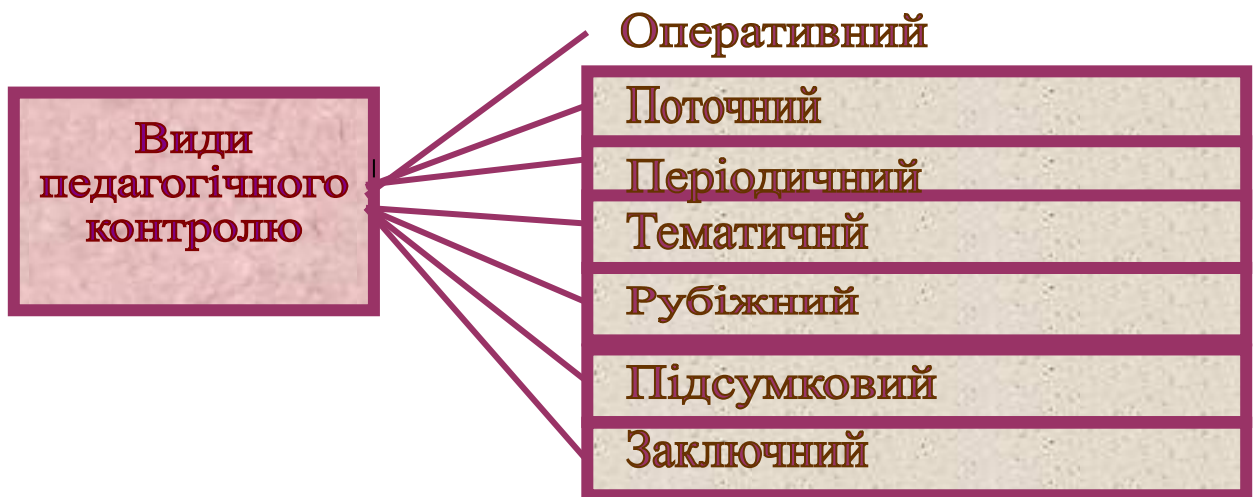 Види
педагогічного
контролю
Оперативний
Поточний
Періодичний
Тематичнй
Рубіжний
Підсумковий
Заключний